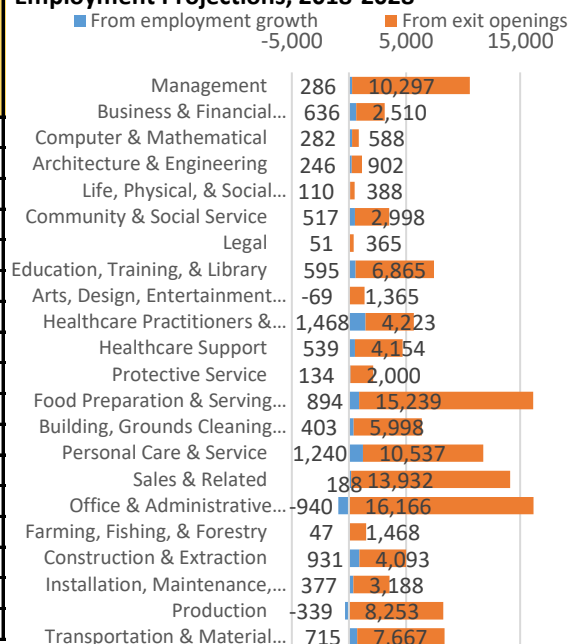 Employment Projections, 2018-2028
From employment growth From exit openings
-5,000 5,000 15,000
Management 286 10,297
Business & Financial... 636 2,510
Computer & Mathematical 282 588
Architecture & Engineering 246 902
Life, Physical, & Social... 110 388
Community & Social Service 517 2,998
Legal 51 365
Education, Training, & Library 595 6,865
Arts, Design, Entertainment... -69 1,365
Healthcare Practitioners &... 1,468 4,223
Healthcare Support 539 4,154
Protective Service 134 2,000
Food Preparation & Serving... 894 15,239
Building, Grounds Cleaning... 403 5,998
Personal Care & Service 1,240 10,537
Sales & Related 188 13,932
Office & Administrative... -940 16,166
Farming, Fishing, & Forestry 47 1,468
Construction & Extraction 931 4,093
Installation, Maintenance,... 377 3,188
Production -339 8,253
Transportation & Material... 715 7,667